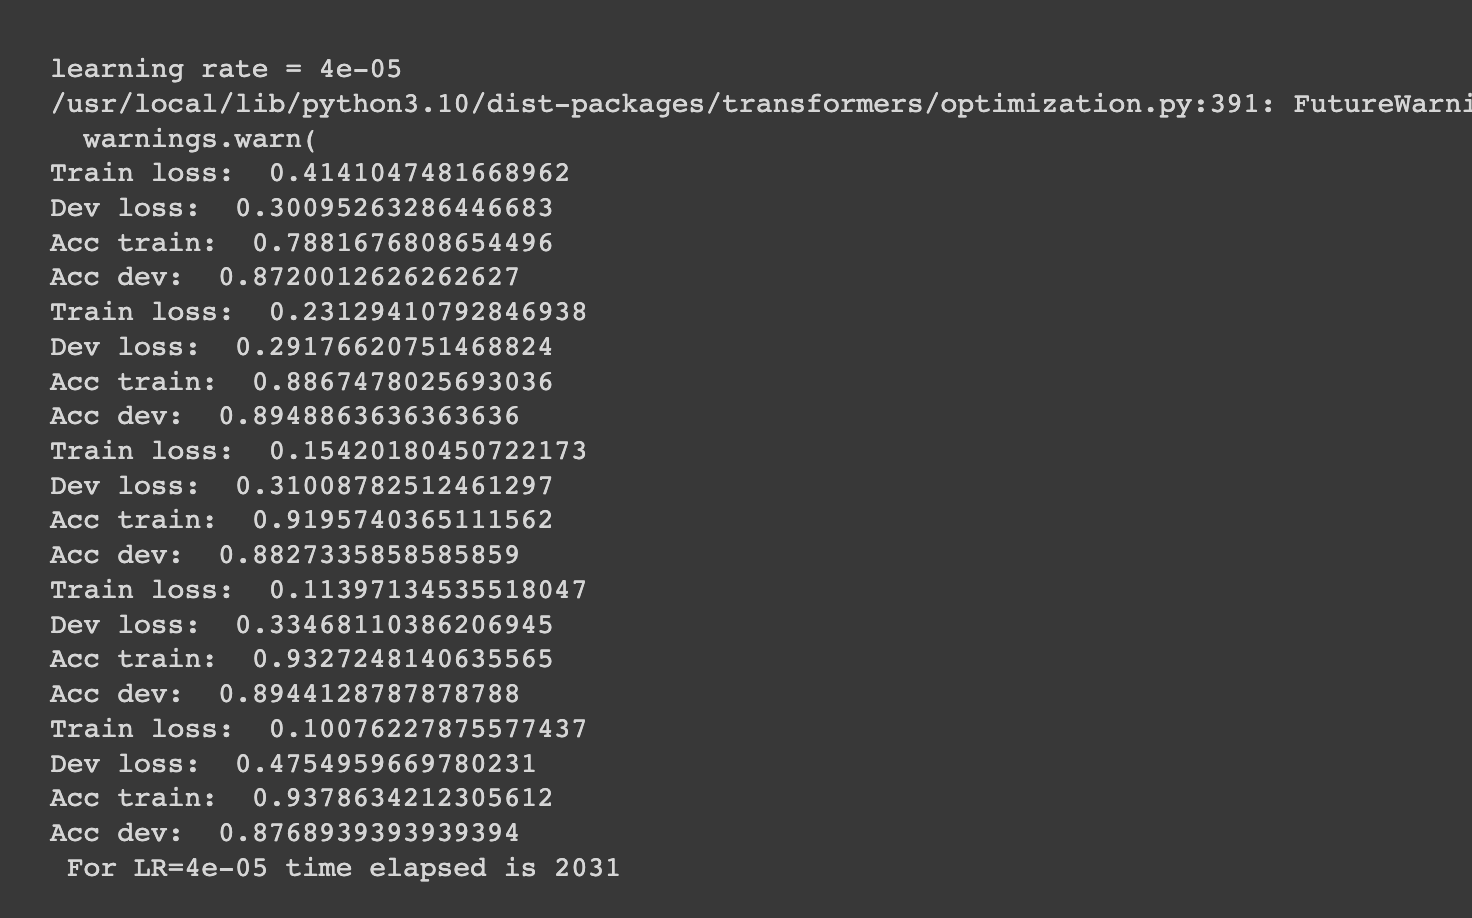 learning rate = 4e-05
/usr/local/lib/python3.10/dist-packages/transformers/optimization.py:391: FutureWarni
  warnings.warn(
Train loss:  0.4141047481668962
Dev loss:  0.30095263286446683
Acc train:  0.7881676808654496
Acc dev:  0.8720012626262627
Train loss:  0.23129410792846938
Dev loss:  0.29176620751468824
Acc train:  0.8867478025693036
Acc dev:  0.8948863636363636
Train loss:  0.15420180450722173
Dev loss:  0.31008782512461297
Acc train:  0.9195740365111562
Acc dev:  0.8827335858585859
Train loss:  0.11397134535518047
Dev loss:  0.33468110386206945
Acc train:  0.9327248140635565
Acc dev:  0.8944128787878788
Train loss:  0.10076227875577437
Dev loss:  0.4754959669780231
Acc train:  0.9378634212305612
Acc dev:  0.8768939393939394
 For LR=4e-05 time elapsed is 2031